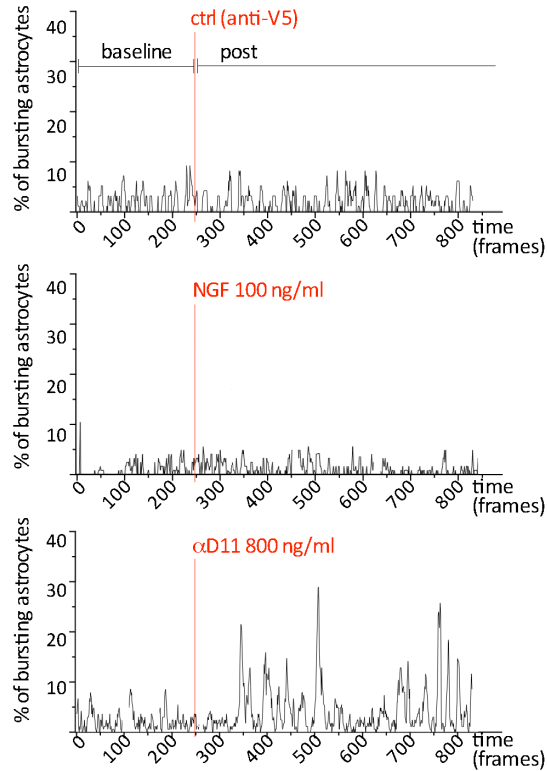 ctrl (anti-V5)
baseline post
% of bursting astrocytes
40
30
20
10
0 100 200 300 400 500 600 700 800 time
(frames)
NGF 100 ng/ml
% of bursting astrocytes
40
30
20
10
0 100 200 300 400 500 600 700 800 time
(frames)
αD11 800 ng/ml
% of bursting astrocytes
40
30
20
10
0 100 200 300 400 500 600 700 800 time
(frames)